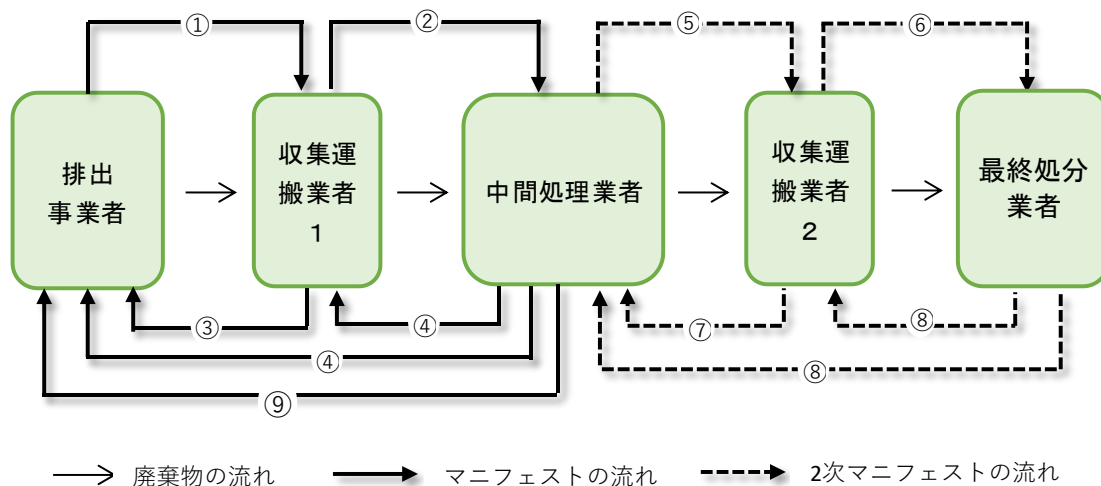 ①
②
⑤
⑥
排出
事業者
収集運
搬業者
1
中間処理業者
収集運
搬業者
2
最終処分
業者
③
④
⑦
⑧
④
⑧
⑨
廃棄物の流れ
マニフェストの流れ
2次マニフェストの流れ